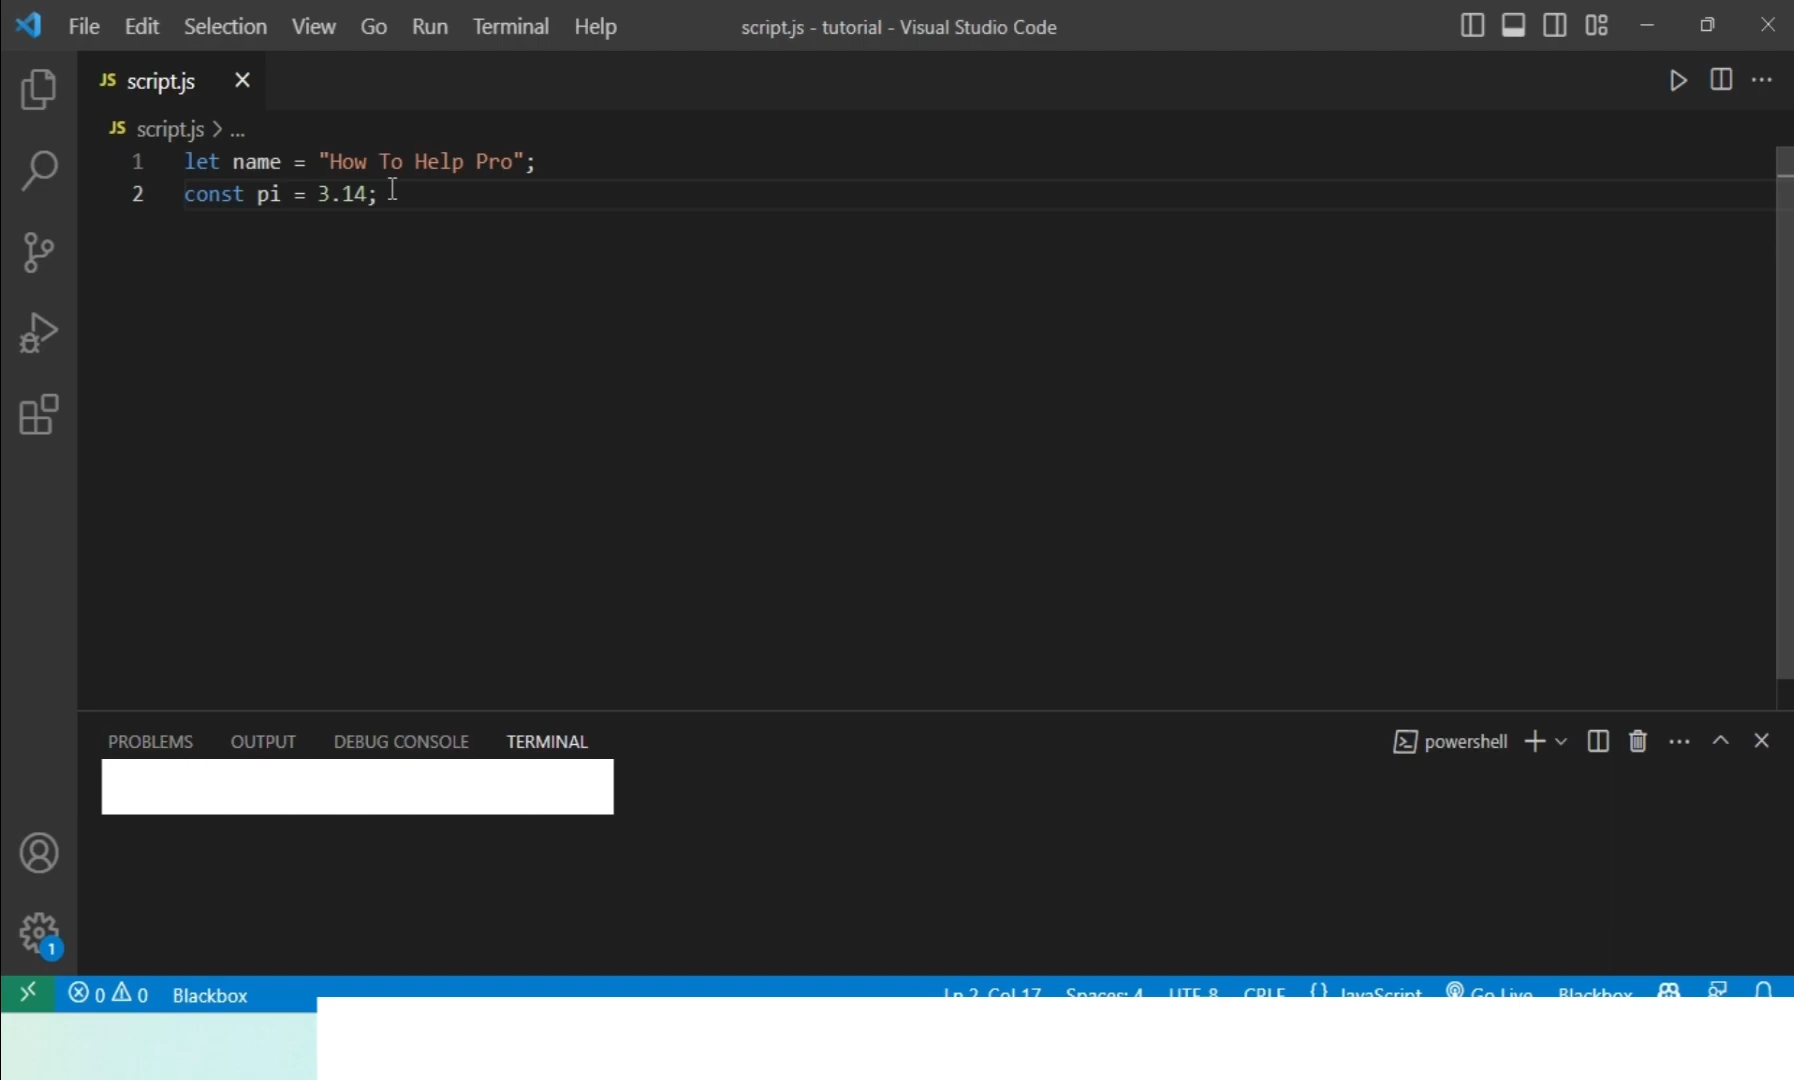 File Edit Selection View Go Run Terminal Help script.js - tutorial - Visual Studio Code
JS script.js
JS script.js > ...
1 let name = "How To Help Pro";
2 const pi = 3.14;
PROBLEMS OUTPUT DEBUG CONSOLE TERMINAL powershell
1
0 0 Blackbox Ln 2, Col 17 Spaces: 4 UTF-8 CRLF {} JavaScript Go Live Blackbox